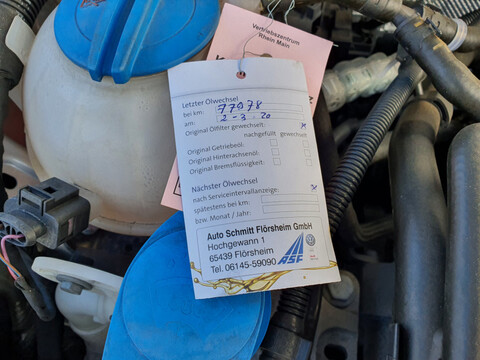 Vertriebszentrum
Rhein Main
Letzter Ölwechsel
bei km: 77078
am: 2-3.20
Original Ölfilter gewechselt: x
nachgefüllt gewechselt
Original Getriebeöl:
Original Hinterachsenöl:
Original Bremsflüssigkeit:
Nächster Ölwechsel
nach Serviceintervallanzeige: x
spätestens bei km:
bzw. Monat / Jahr:
Auto Schmitt Flörsheim GmbH
Hochgewann 1
65439 Flörsheim
Tel. 06145-59090
ASF